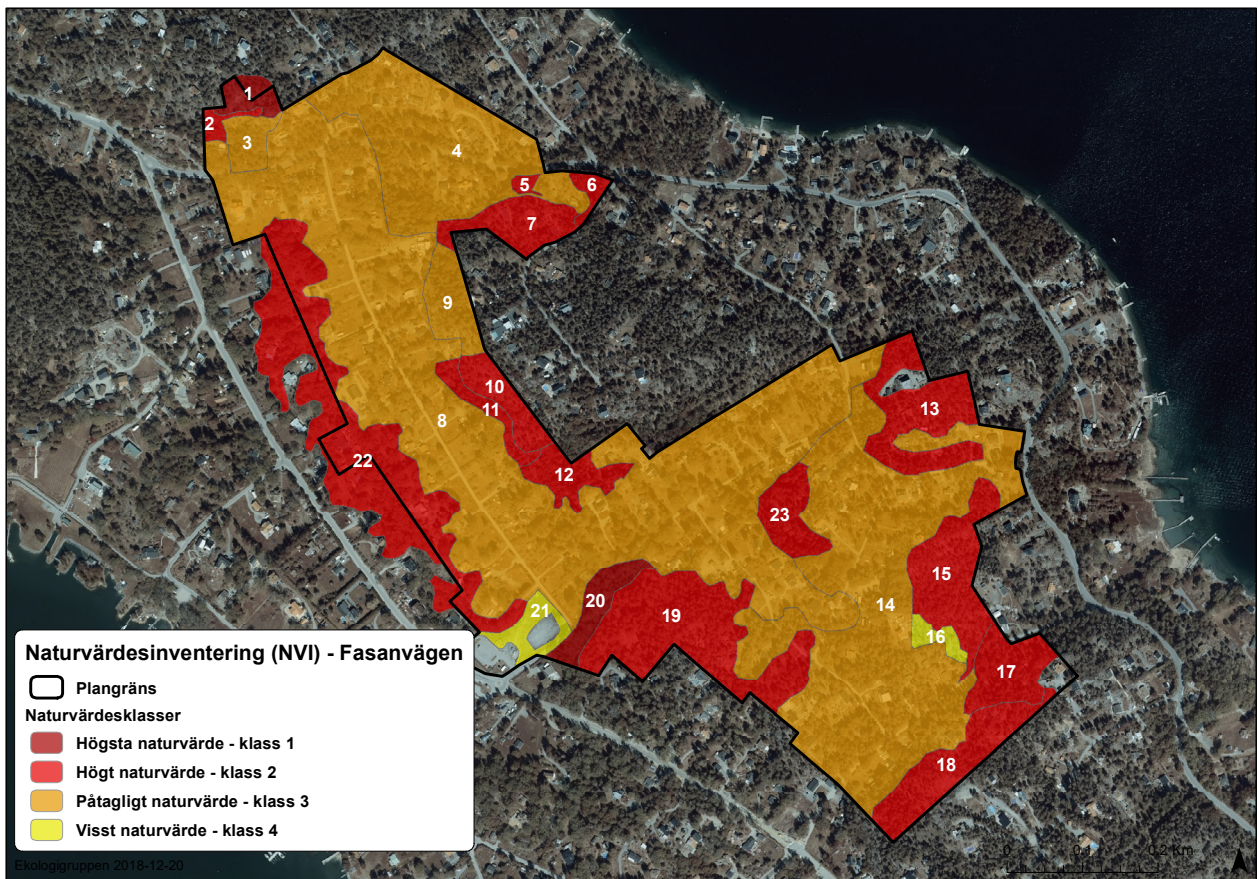 1
2
3
4
5
6
7
9
10
11
8
12
13
22
23
15
14
20
19
21
16
17
18
Naturvärdesinventering (NVI) - Fasanvägen
Plangräns
Naturvärdesklasser
Högsta naturvärde - klass 1
Högt naturvärde - klass 2
Påtagligt naturvärde - klass 3
Visst naturvärde - klass 4
Ekologigruppen 2018-12-20
0 0,1 0,2 Km